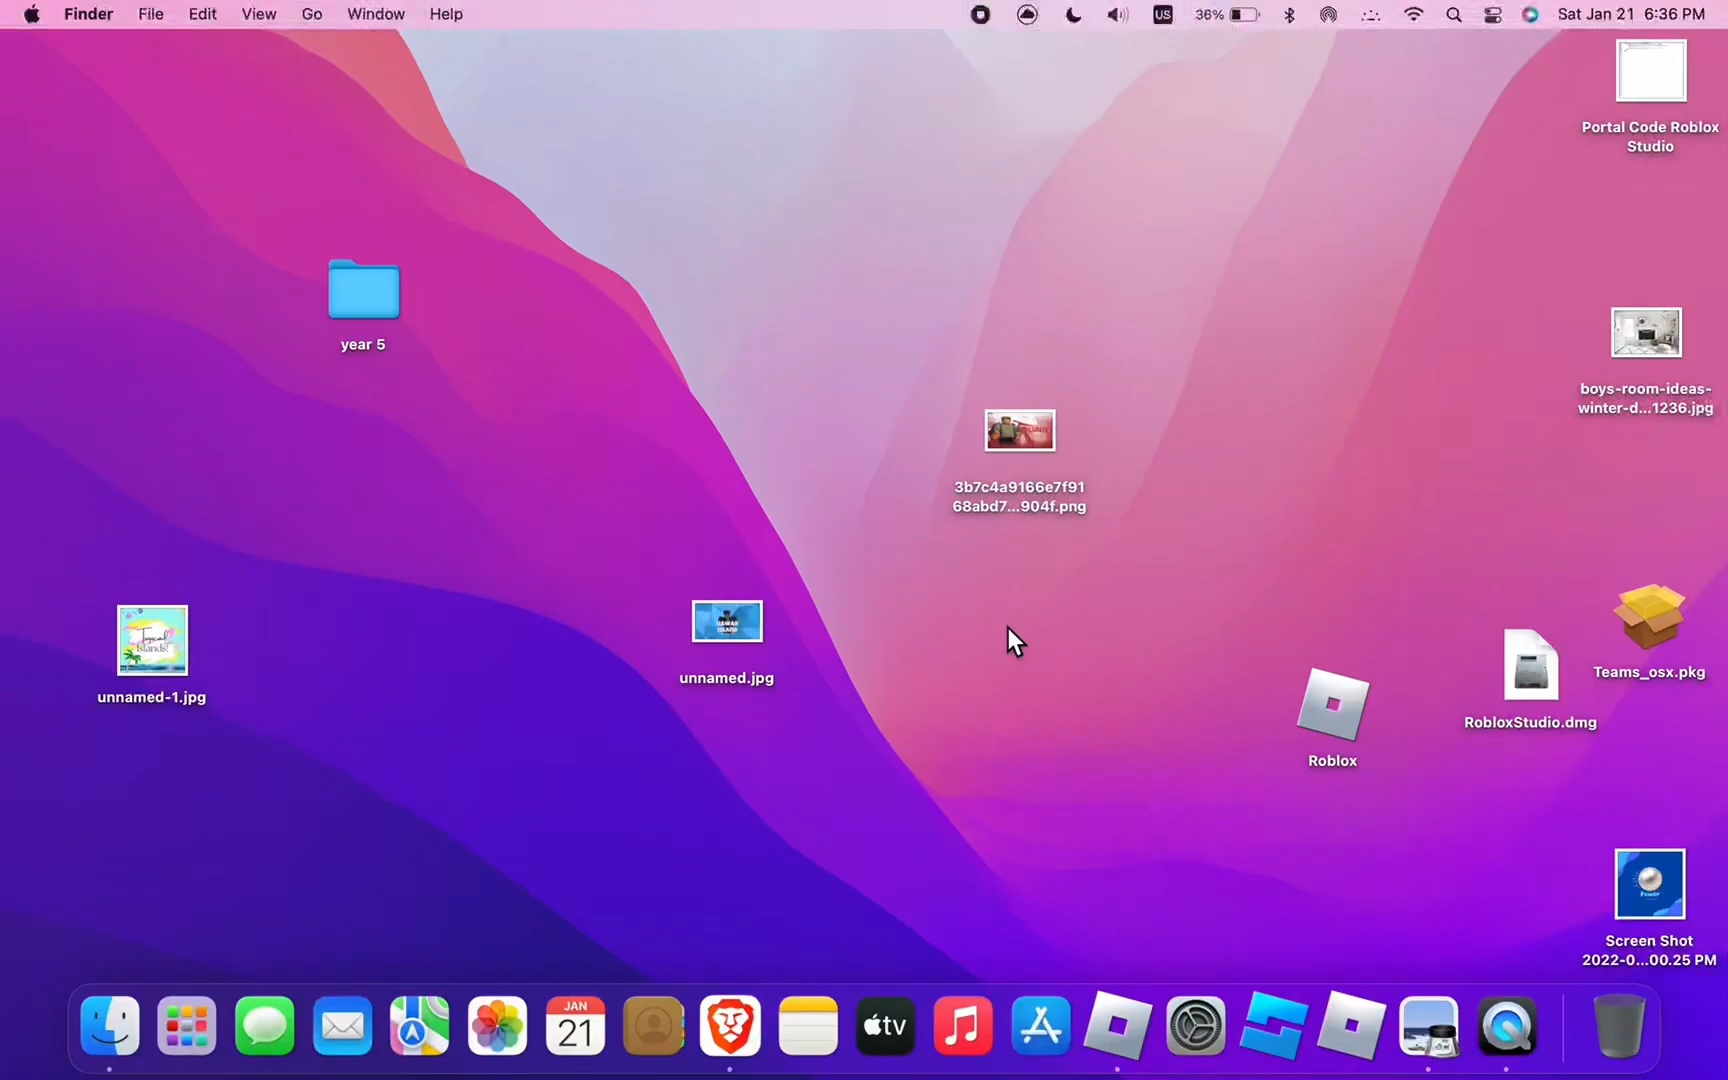 Finder File Edit View Go Window Help US 36% Sat Jan 21 6:36 PM
Portal Code Roblox
Studio
year 5
boys-room-ideas-
winter-d...1236.jpg
3b7c4a9166e7f91
68abd7...904f.png
unnamed-1.jpg
unnamed.jpg
Teams_osx.pkg
RobloxStudio.dmg
Roblox
Power
Screen Shot
2022-0...00.25 PM
JAN
21
tv